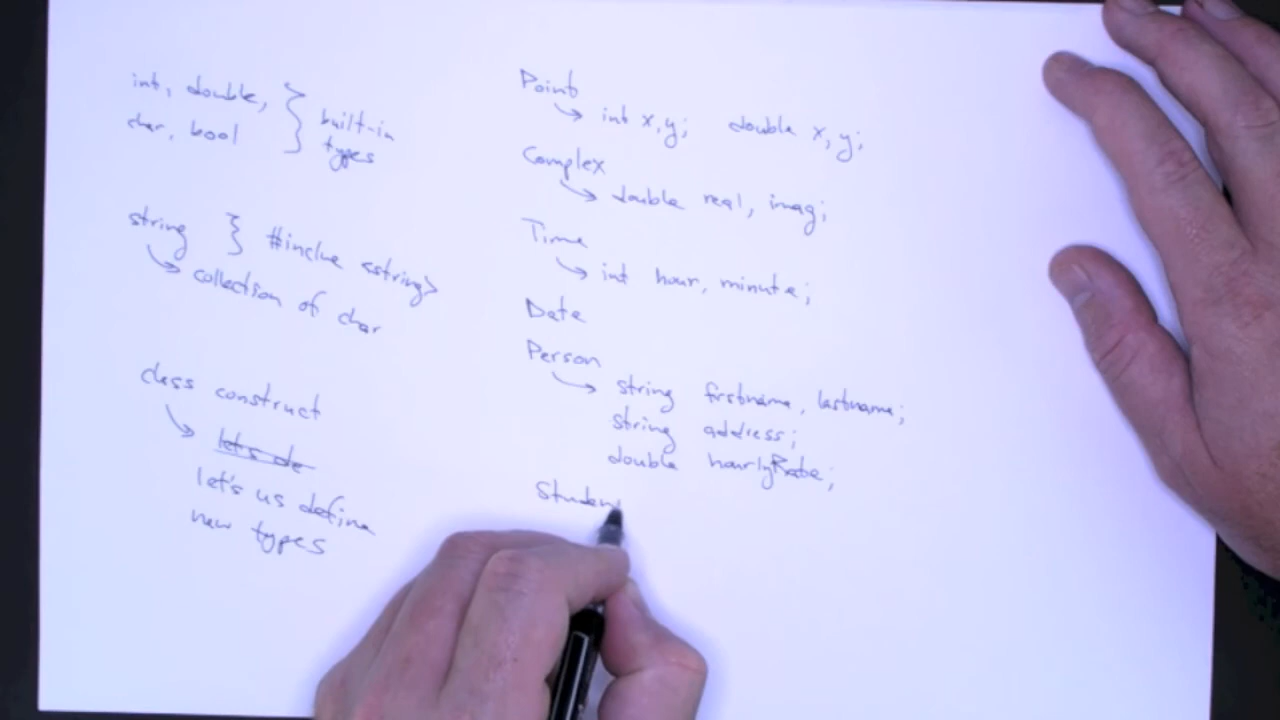 int, double,
char, bool
} built-in
types
string } #inclue <string>
collection of char
class construct
let's de
let's us define
new types
Point
int x,y; double x, y;
Complex
double real, imag;
Time
int hour, minute;
Date
Person
string firstname, lastname;
string address;
double hourlyRate;
Studen